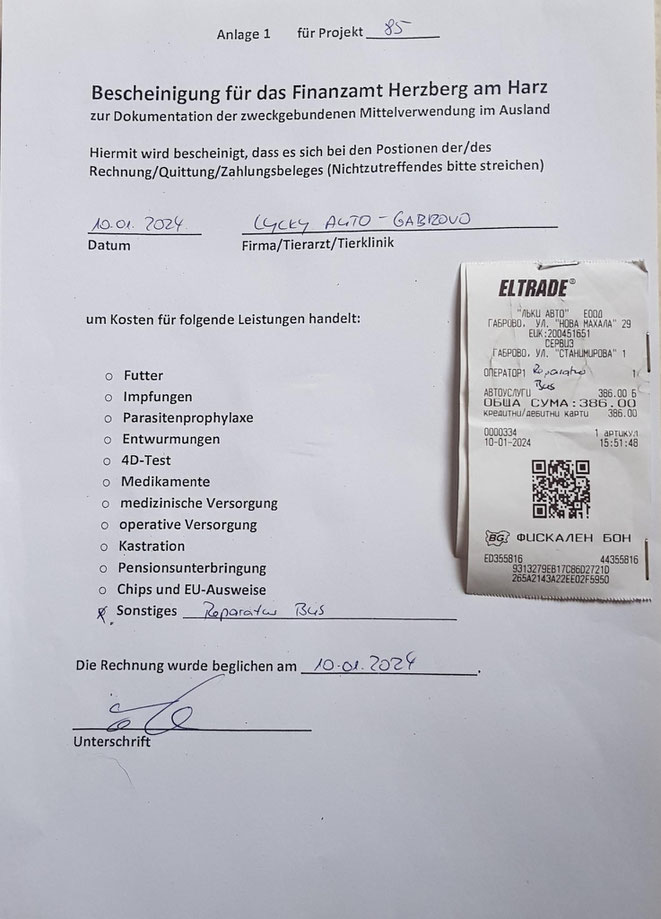 Anlage 1 für Projekt 85
Bescheinigung für das Finanzamt Herzberg am Harz
zur Dokumentation der zweckgebundenen Mittelverwendung im Ausland
Hiermit wird bescheinigt, dass es sich bei den Postionen der/des
Rechnung/Quittung/Zahlungsbeleges (Nichtzutreffendes bitte streichen)
10.01.2024 LYCKY AUTO - GABROVO
Datum Firma/Tierarzt/Tierklinik
um Kosten für folgende Leistungen handelt:
Futter
Impfungen
Parasitenprophylaxe
Entwurmungen
4D-Test
Medikamente
medizinische Versorgung
operative Versorgung
Kastration
Pensionsunterbringung
Chips und EU-Ausweise
Sonstiges Reparatur Bus
Die Rechnung wurde beglichen am 10.01.2024.
Unterschrift
ELTRADE®
"ЛЪКИ АВТО" ЕООД
ГАБРОВО, УЛ. "НОВА МАХАЛА" 29
ЕИК:200451651
СЕРВИЗ
ГАБРОВО, УЛ. "СТАНИМИРОВА" 1
ОПЕРАТОР1 Reparatur 1
Bus
АВТОУСЛУГИ 386.00 Б
ОБЩА СУМА:386.00
КРЕДИТНИ/ДЕБИТНИ КАРТИ 386.00
0000334 1 АРТИКУЛ
10-01-2024 15:51:48
BG ФИСКАЛЕН БОН
ED355816 44355816
9313279EB17C86D2721D
265A2143A22EE02F5950